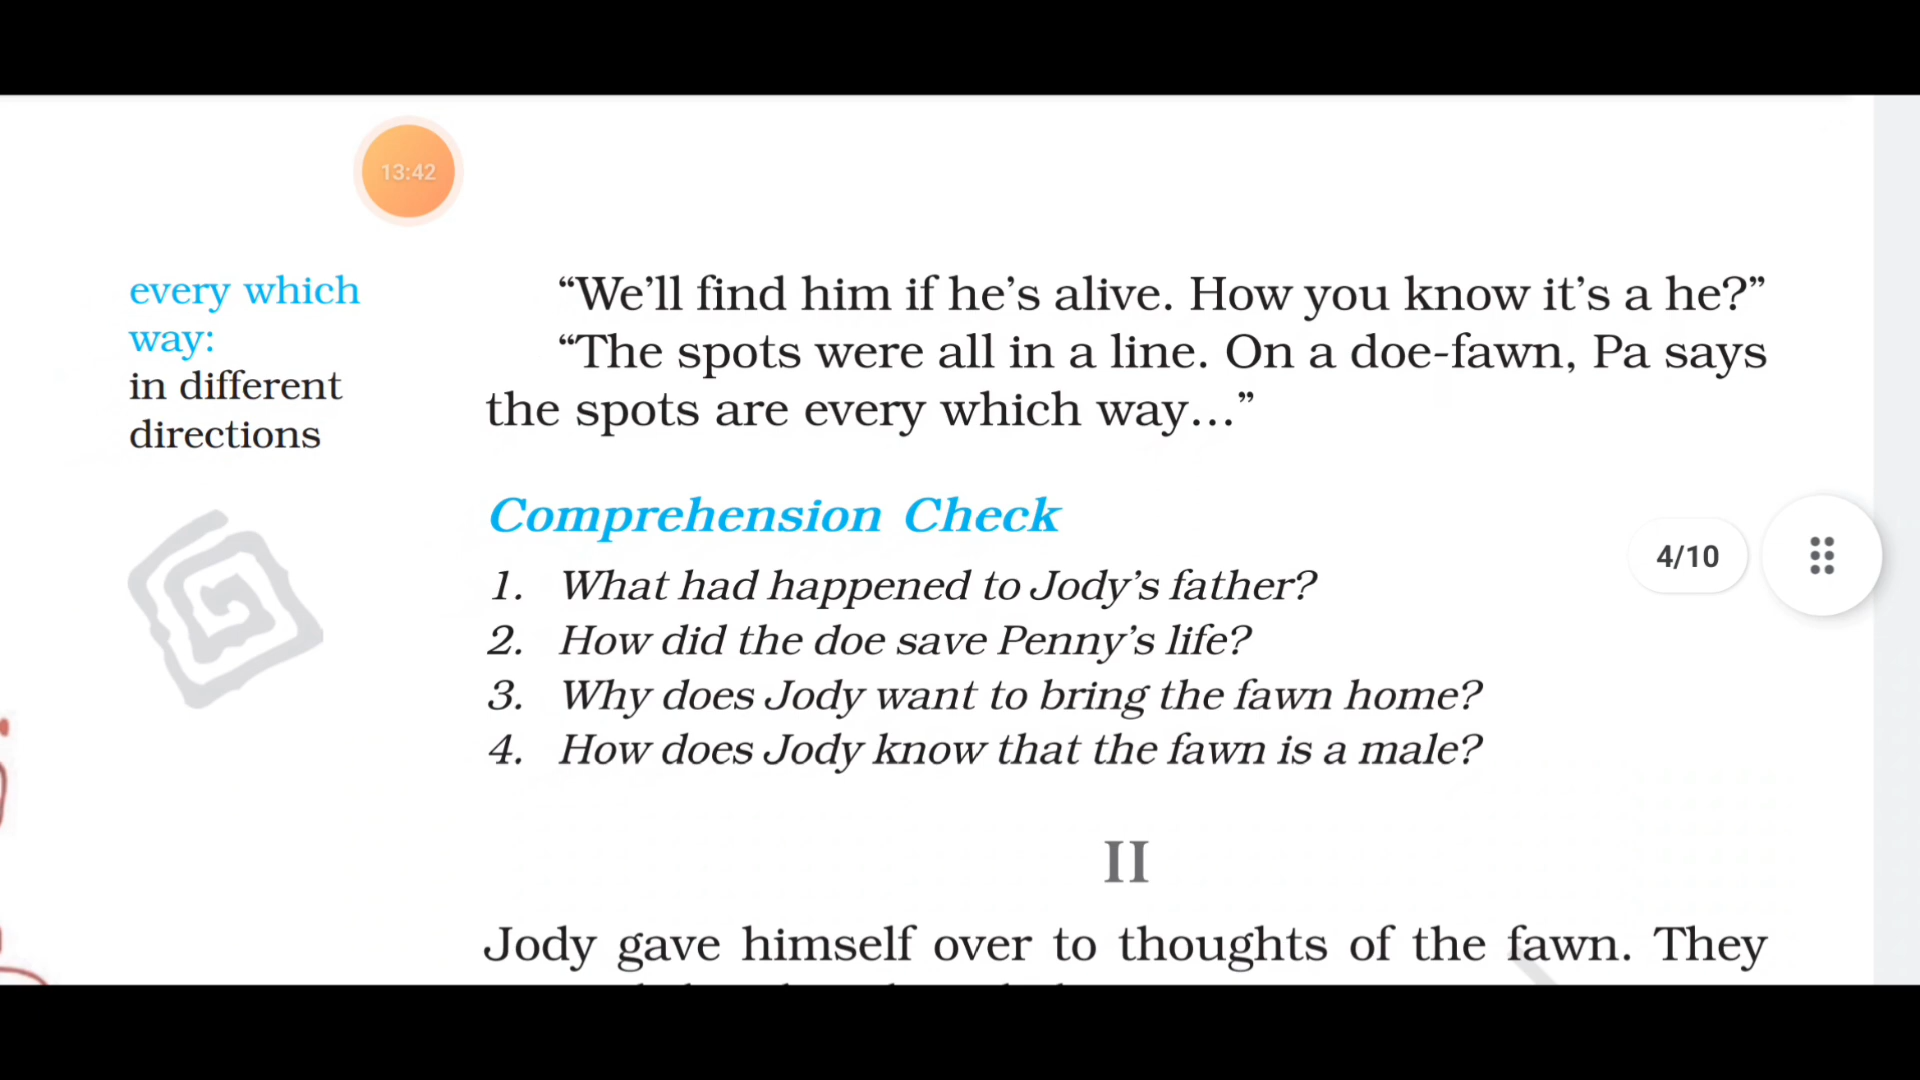 13:42
every which
way:
in different
directions
“We’ll find him if he’s alive. How you know it’s a he?”
“The spots were all in a line. On a doe-fawn, Pa says
the spots are every which way...”
Comprehension Check
4/10
1. What had happened to Jody’s father?
2. How did the doe save Penny’s life?
3. Why does Jody want to bring the fawn home?
4. How does Jody know that the fawn is a male?
II
Jody gave himself over to thoughts of the fawn. They